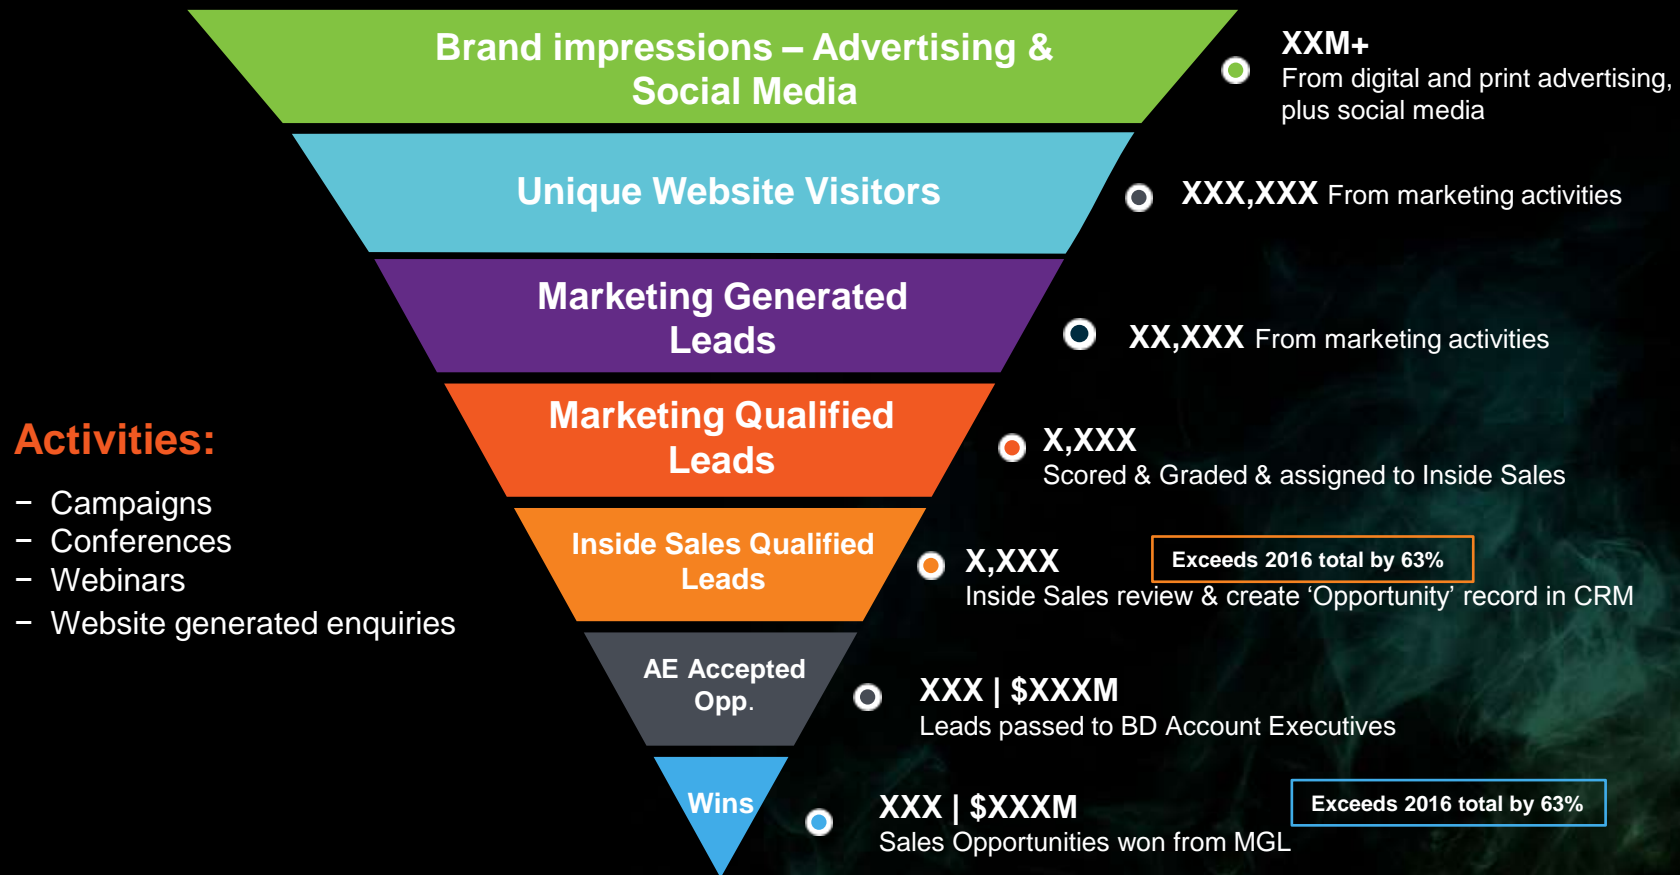 Brand impressions – Advertising &
Social Media
XXM+
From digital and print advertising,
plus social media
Unique Website Visitors
XXX,XXX From marketing activities
Marketing Generated
Leads
XX,XXX From marketing activities
Marketing Qualified
Leads
X,XXX
Scored & Graded & assigned to Inside Sales
Activities:
− Campaigns
− Conferences
− Webinars
− Website generated enquiries
Inside Sales Qualified
Leads
X,XXX
Exceeds 2016 total by 63%
Inside Sales review & create ‘Opportunity’ record in CRM
AE Accepted
Opp.
XXX | $XXXM
Leads passed to BD Account Executives
Wins
XXX | $XXXM
Exceeds 2016 total by 63%
Sales Opportunities won from MGL